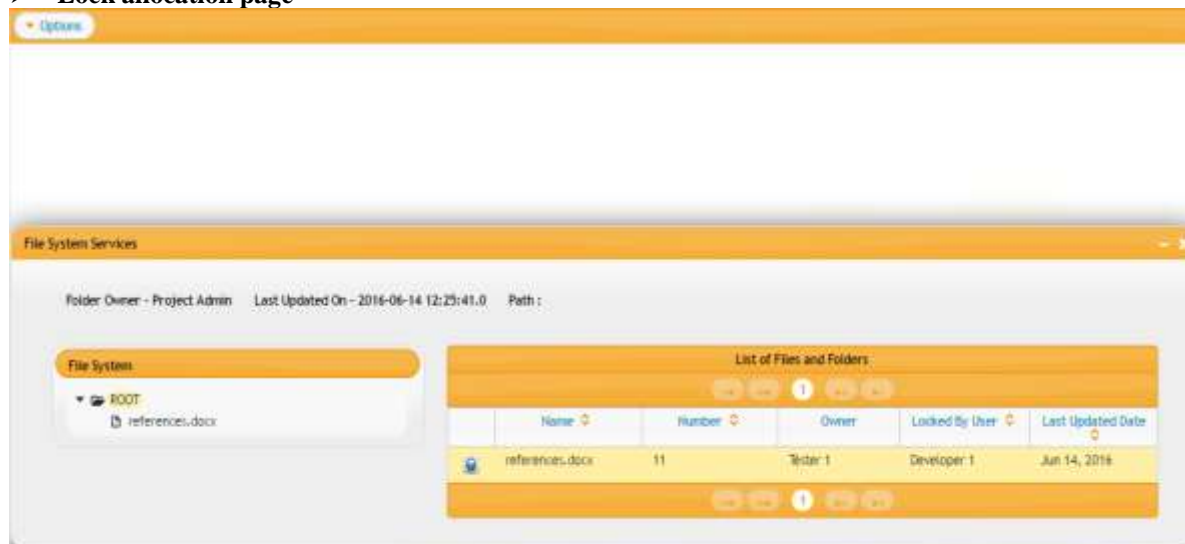 Lock allocation page
Options
File System Services
Folder Owner - Project Admin Last Updated On - 2016-06-14 12:25:41.0 Path :
File System
ROOT
references.docx
List of Files and Folders
1
Name Number Owner Locked By User Last Updated Date
references.docx 11 Tester 1 Developer 1 Jun 14, 2016
1